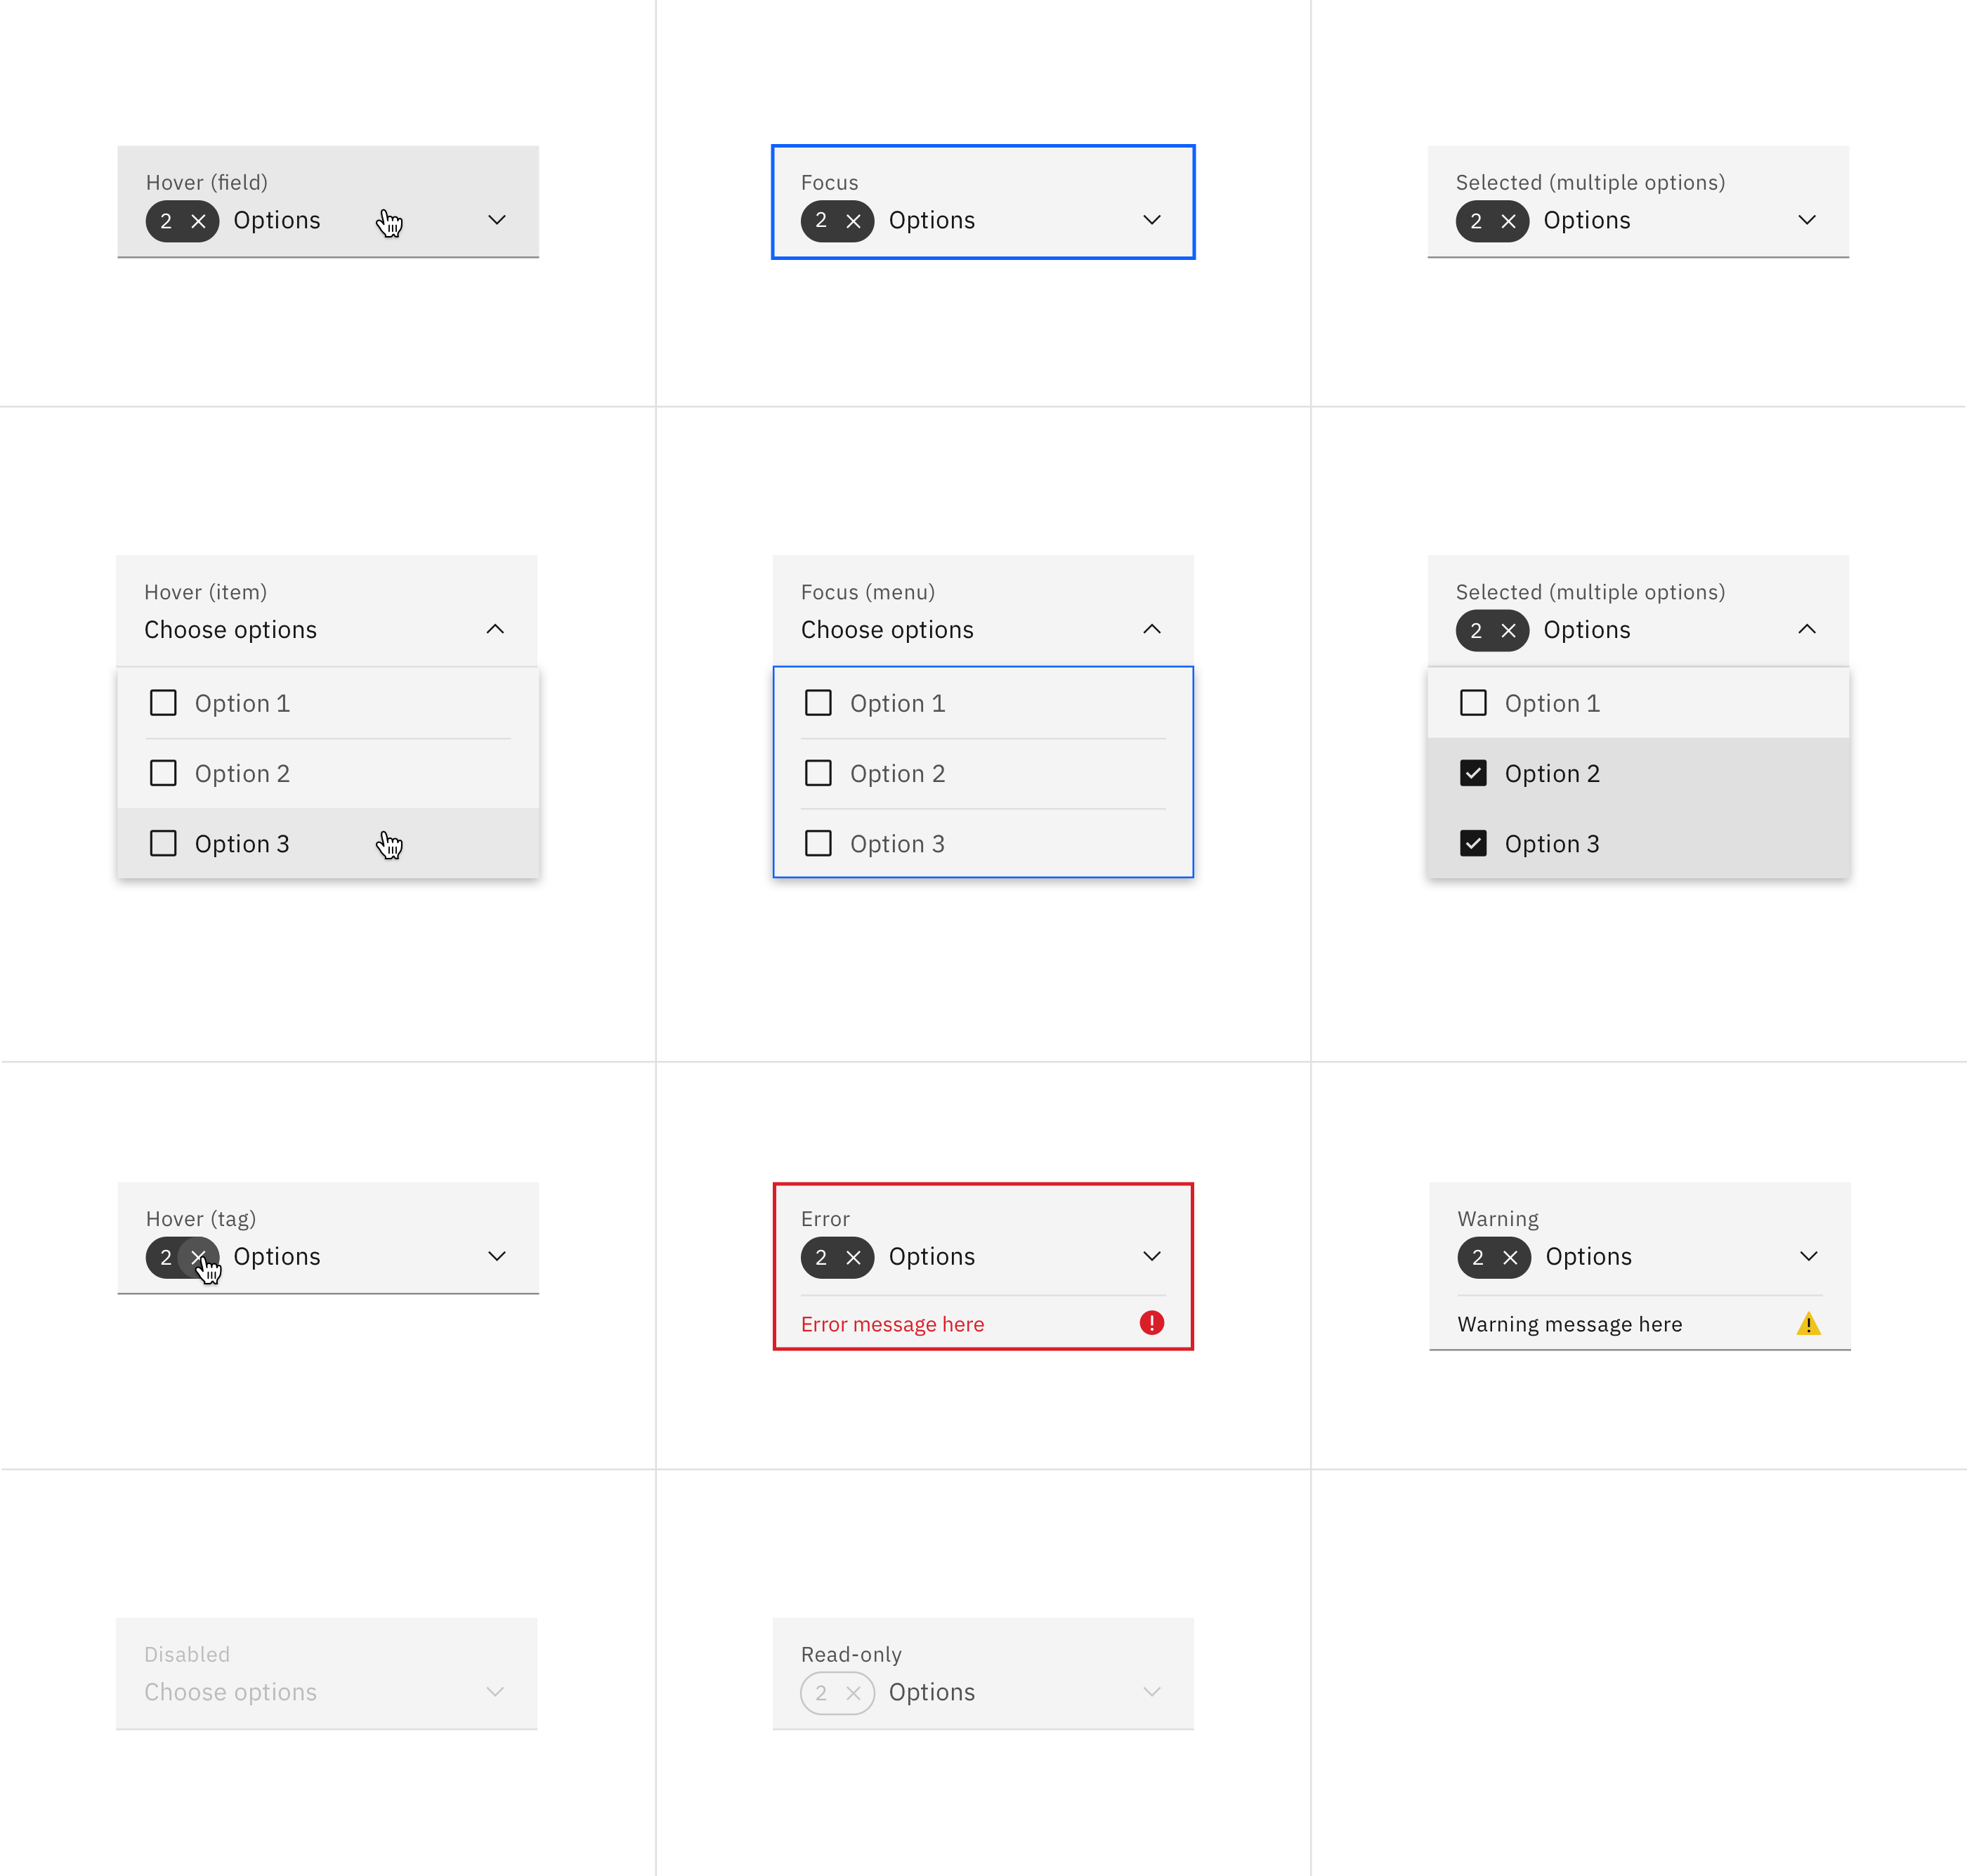 Hover (field)
2 Options
Focus
2 Options
Selected (multiple options)
2 Options
Hover (item)
Choose options
Option 1
Option 2
Option 3
Focus (menu)
Choose options
Option 1
Option 2
Option 3
Selected (multiple options)
2 Options
Option 1
Option 2
Option 3
Hover (tag)
2 Options
Error
2 Options
Error message here
Warning
2 Options
Warning message here
Disabled
Choose options
Read-only
2 Options